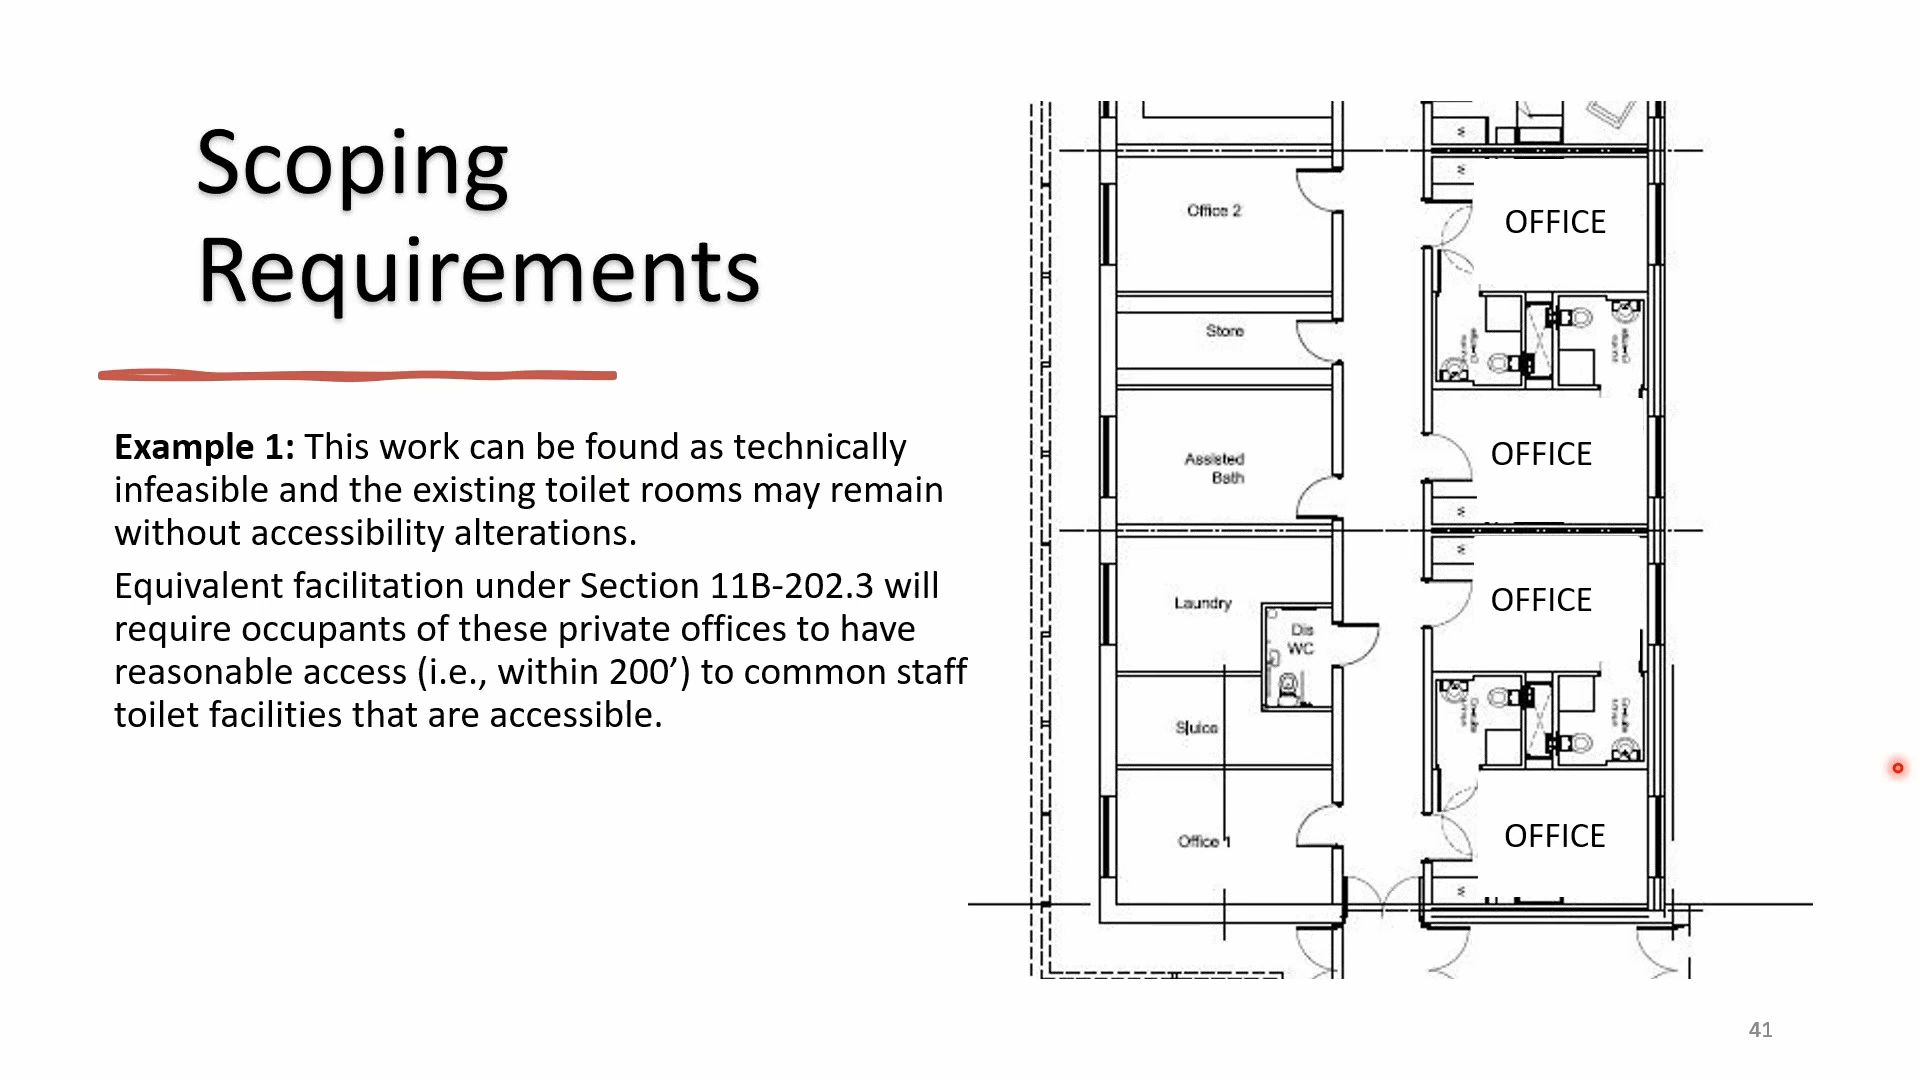 Scoping
Requirements
Example 1: This work can be found as technically
infeasible and the existing toilet rooms may remain
without accessibility alterations.
Equivalent facilitation under Section 11B-202.3 will
require occupants of these private offices to have
reasonable access (i.e., within 200’) to common staff
toilet facilities that are accessible.
Office 2
Store
Assisted
Bath
Laundry
Dis
WC
Sluice
Office 1
OFFICE
OFFICE
OFFICE
OFFICE
41